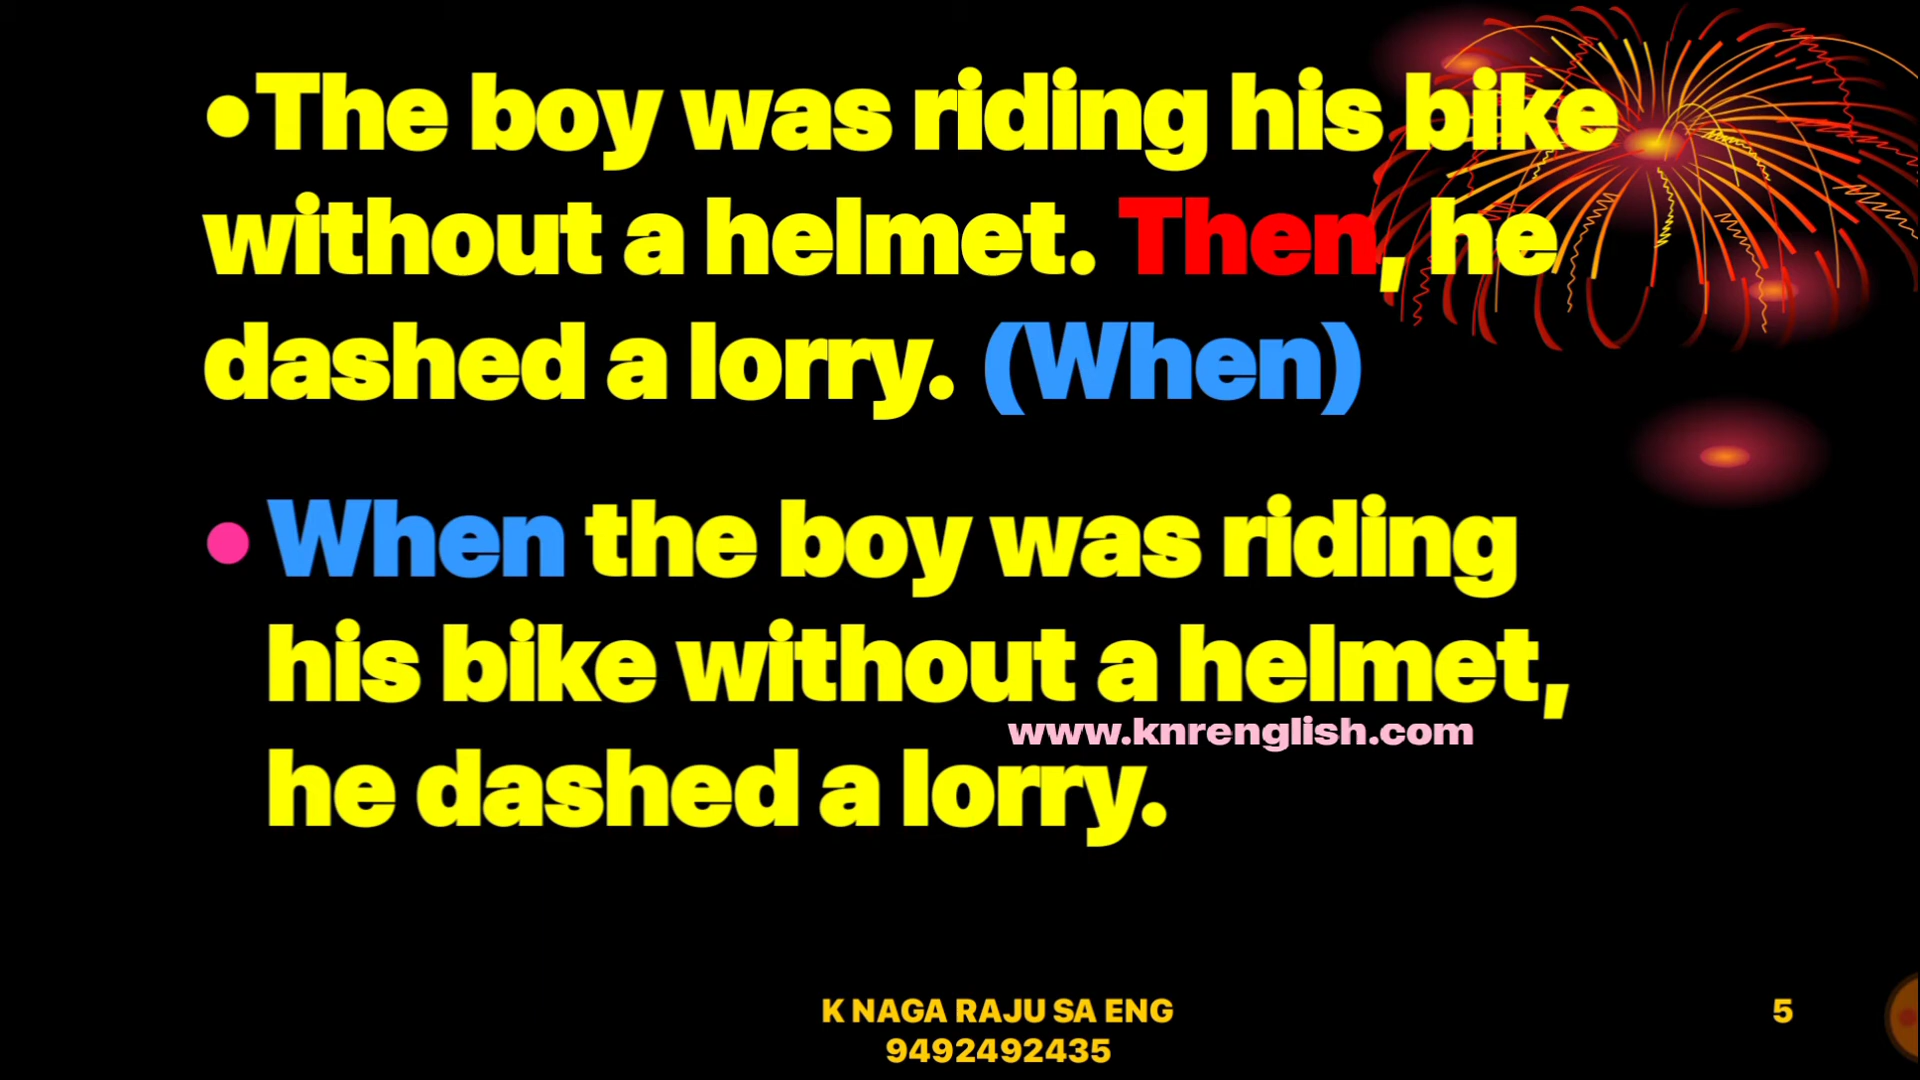 •The boy was riding his bike
without a helmet. Then, he
dashed a lorry. (When)
• When the boy was riding
his bike without a helmet,
www.knrenglish.com
he dashed a lorry.
K NAGA RAJU SA ENG
9492492435
5